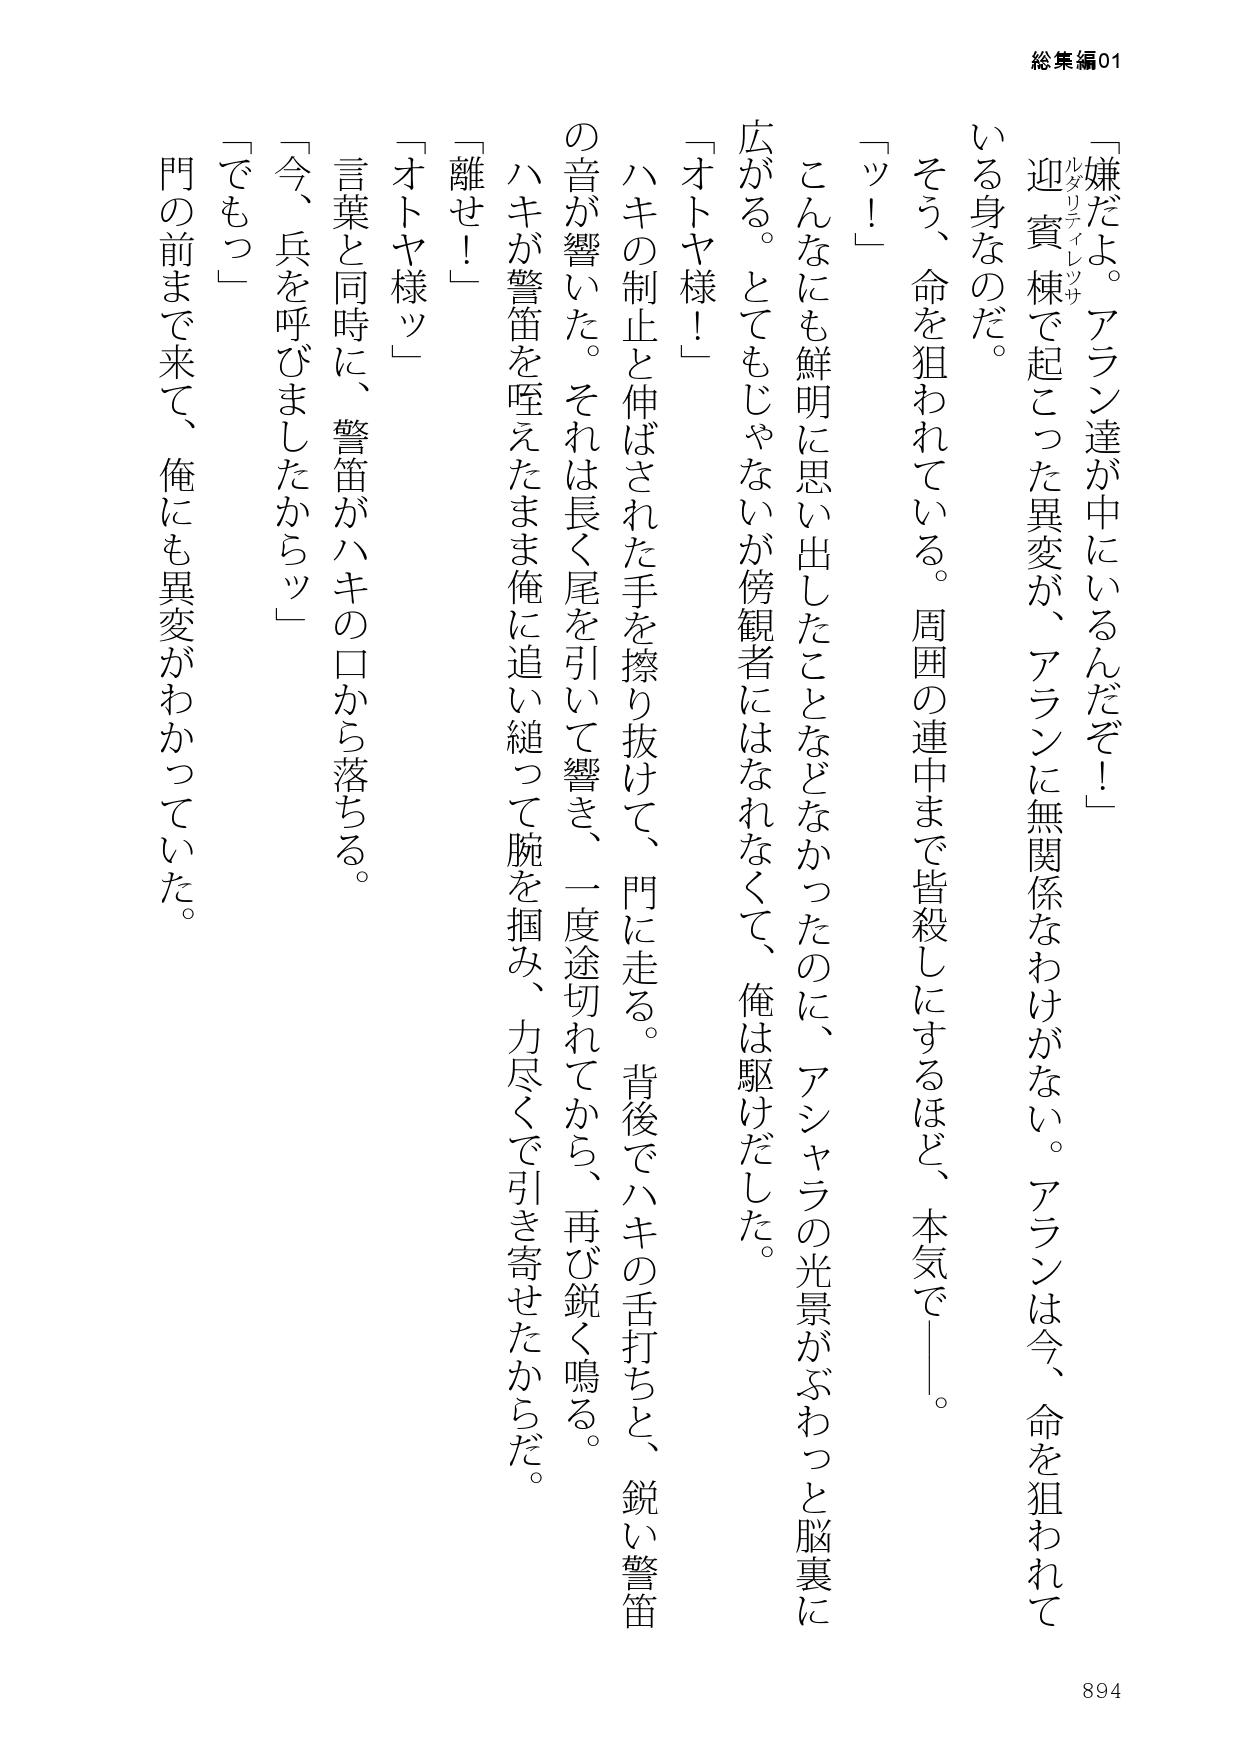 総集編01
「嫌だよ。アラン達が中にいるんだぞ！」
迎賓棟で起こった異変が、アランに無関係なわけがない。アランは今、命を狙われて
ルダリティレッサ
いる身なのだ。
そう、命を狙われている。周囲の連中まで皆殺しにするほど、本気で――。
「ッ！」
こんなにも鮮明に思い出したことなどなかったのに、アシャラの光景がぶわっと脳裏に
広がる。とてもじゃないが傍観者にはなれなくて、俺は駆けだした。
「オトヤ様！」
ハキの制止と伸ばされた手を擦り抜けて、門に走る。背後でハキの舌打ちと、鋭い警笛
の音が響いた。それは長く尾を引いて響き、一度途切れてから、再び鋭く鳴る。
ハキが警笛を咥えたまま俺に追い縋って腕を掴み、力尽くで引き寄せたからだ。
「離せ！」
「オトヤ様ッ」
言葉と同時に、警笛がハキの口から落ちる。
「今、兵を呼びましたからッ」
「でもっ」
門の前まで来て、俺にも異変がわかっていた。
894